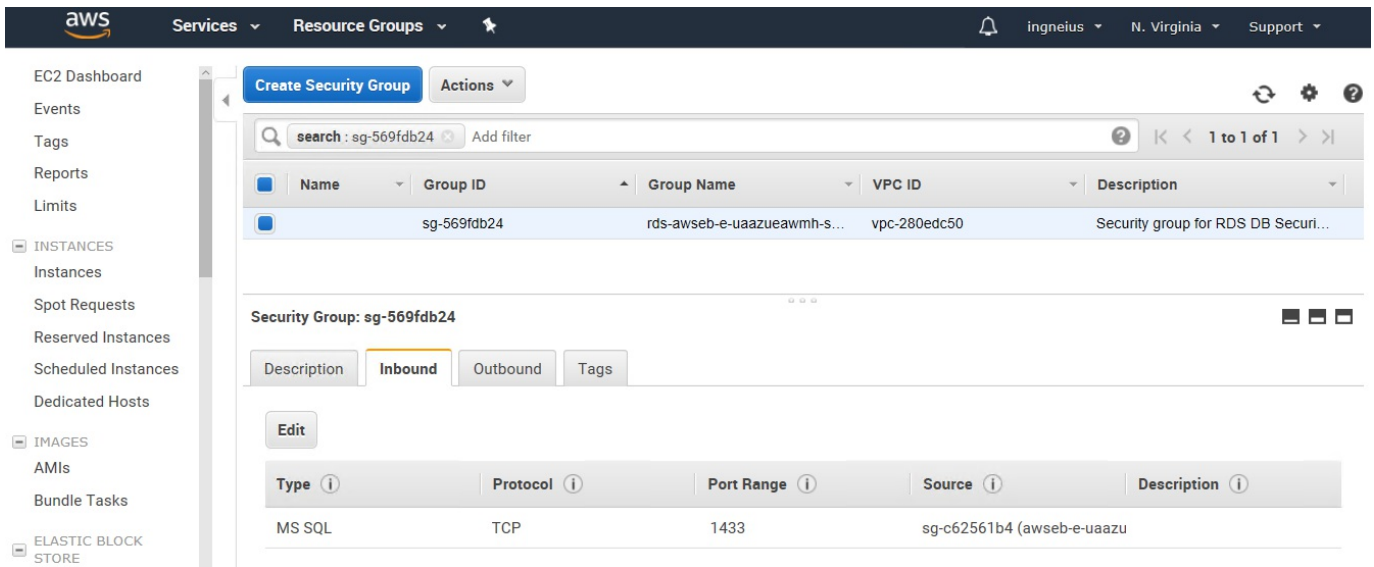 aws Services Resource Groups ingneius N. Virginia Support
EC2 Dashboard
Events
Tags
Reports
Limits
INSTANCES
Instances
Spot Requests
Reserved Instances
Scheduled Instances
Dedicated Hosts
IMAGES
AMIs
Bundle Tasks
ELASTIC BLOCK
STORE
Create Security Group Actions
search : sg-569fdb24 Add filter 1 to 1 of 1
Name Group ID Group Name VPC ID Description
sg-569fdb24 rds-awseb-e-uaazueawmh-s... vpc-280edc50 Security group for RDS DB Securi...
Security Group: sg-569fdb24
Description Inbound Outbound Tags
Edit
Type Protocol Port Range Source Description
MS SQL TCP 1433 sg-c62561b4 (awseb-e-uaazu